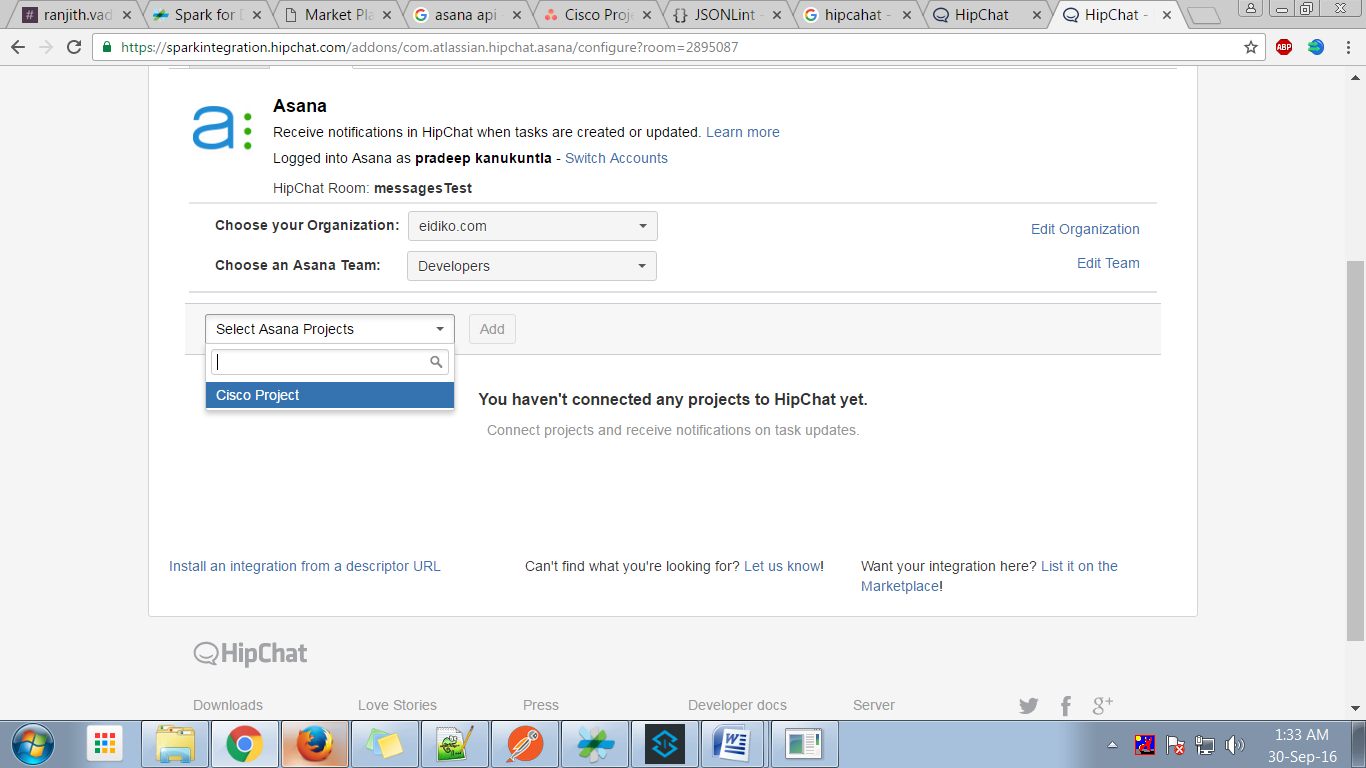 ranjith.vad
Spark for D
Market Pla
asana api
Cisco Proje
JSONLint -
hipcahat -
HipChat
HipChat -
https://sparkintegration.hipchat.com/addons/com.atlassian.hipchat.asana/configure?room=2895087
ABP
Asana
Receive notifications in HipChat when tasks are created or updated. Learn more
Logged into Asana as pradeep kanukuntla - Switch Accounts
HipChat Room: messagesTest
Choose your Organization: eidiko.com Edit Organization
Choose an Asana Team: Developers Edit Team
Select Asana Projects Add
Cisco Project
You haven't connected any projects to HipChat yet.
Connect projects and receive notifications on task updates.
Install an integration from a descriptor URL
Can't find what you're looking for? Let us know!
Want your integration here? List it on the
Marketplace!
HipChat
Downloads Love Stories Press Developer docs Server
1:33 AM
30-Sep-16